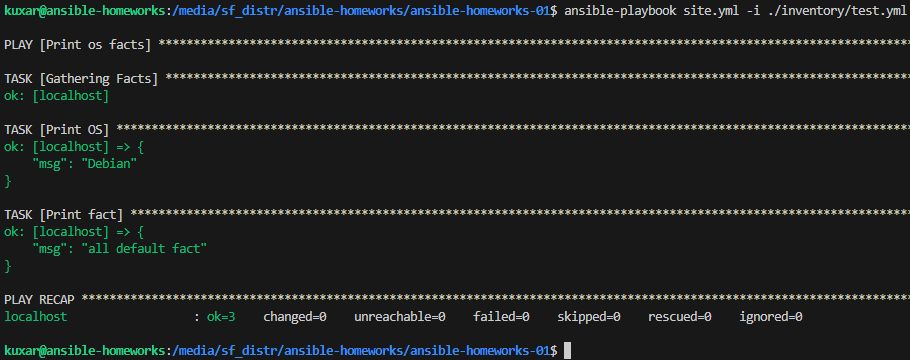 kuxar@ansible-homeworks:/media/sf_distr/ansible-homeworks/ansible-homeworks-01$ ansible-playbook site.yml -i ./inventory/test.yml
PLAY [Print os facts] ************************************************************************************************************
TASK [Gathering Facts] ***********************************************************************************************************
ok: [localhost]
TASK [Print OS] ******************************************************************************************************************
ok: [localhost] => {
    "msg": "Debian"
}
TASK [Print fact] ****************************************************************************************************************
ok: [localhost] => {
    "msg": "all default fact"
}
PLAY RECAP ***********************************************************************************************************************
localhost                  : ok=3    changed=0    unreachable=0    failed=0    skipped=0    rescued=0    ignored=0
kuxar@ansible-homeworks:/media/sf_distr/ansible-homeworks/ansible-homeworks-01$